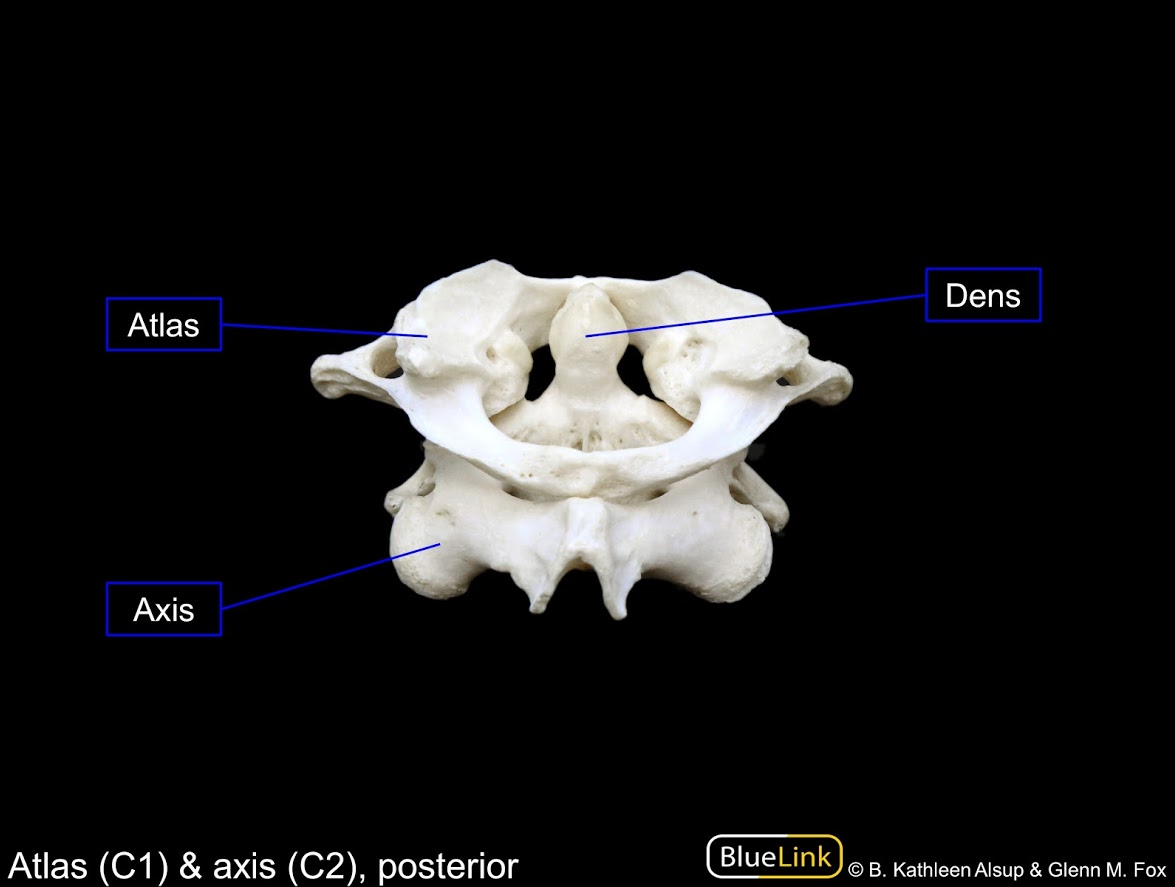 Atlas
Dens
Axis
Atlas (C1) & axis (C2), posterior
BlueLink
© B. Kathleen Alsup & Glenn M. Fox